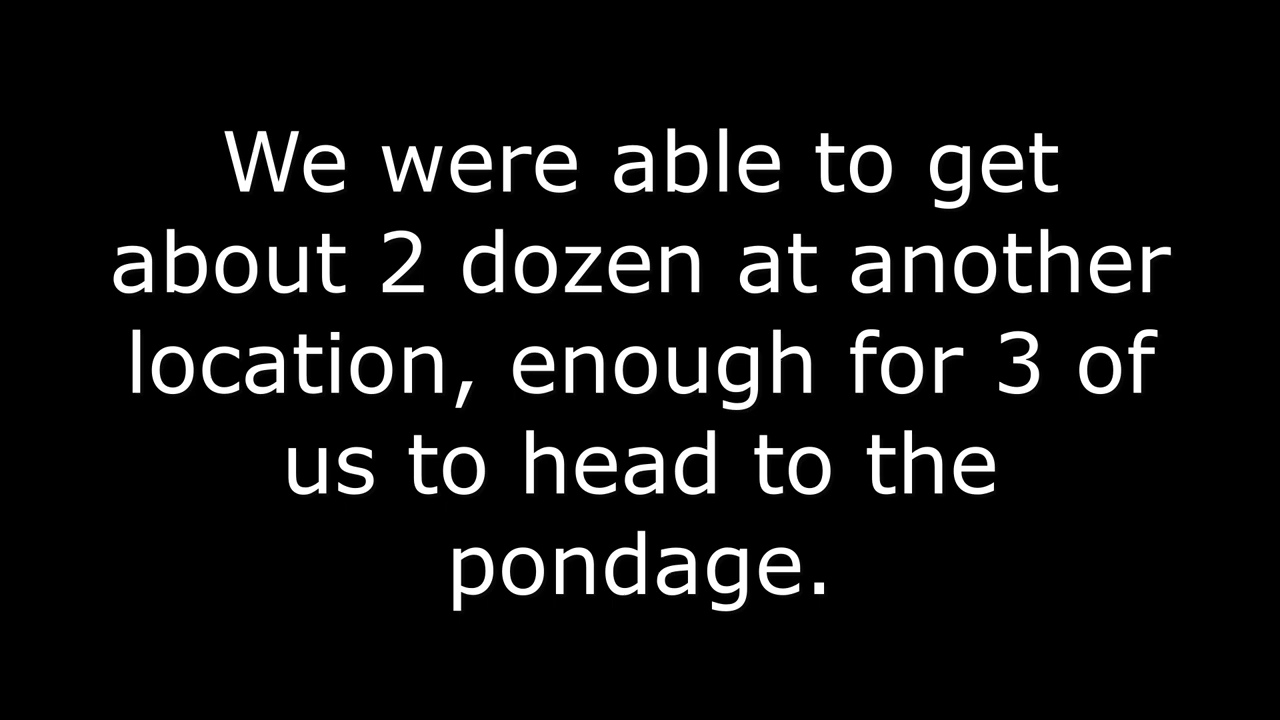 We were able to get
about 2 dozen at another
location, enough for 3 of
us to head to the
pondage.